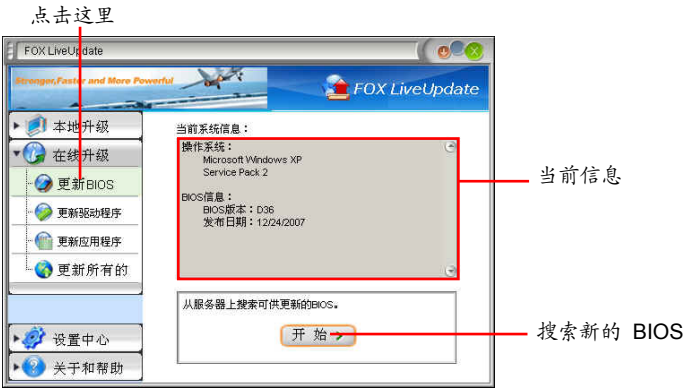 点击这里
FOX LiveUpdate
Stronger,Faster and More Powerful
FOX LiveUpdate
本地升级
在线升级
更新BIOS
更新驱动程序
更新应用程序
更新所有的
设置中心
关于和帮助
当前系统信息：
操作系统：
Microsoft Windows XP
Service Pack 2
BIOS信息：
BIOS版本：D36
发布日期：12/24/2007
从服务器上搜索可供更新的BIOS。
开 始
当前信息
搜索新的 BIOS